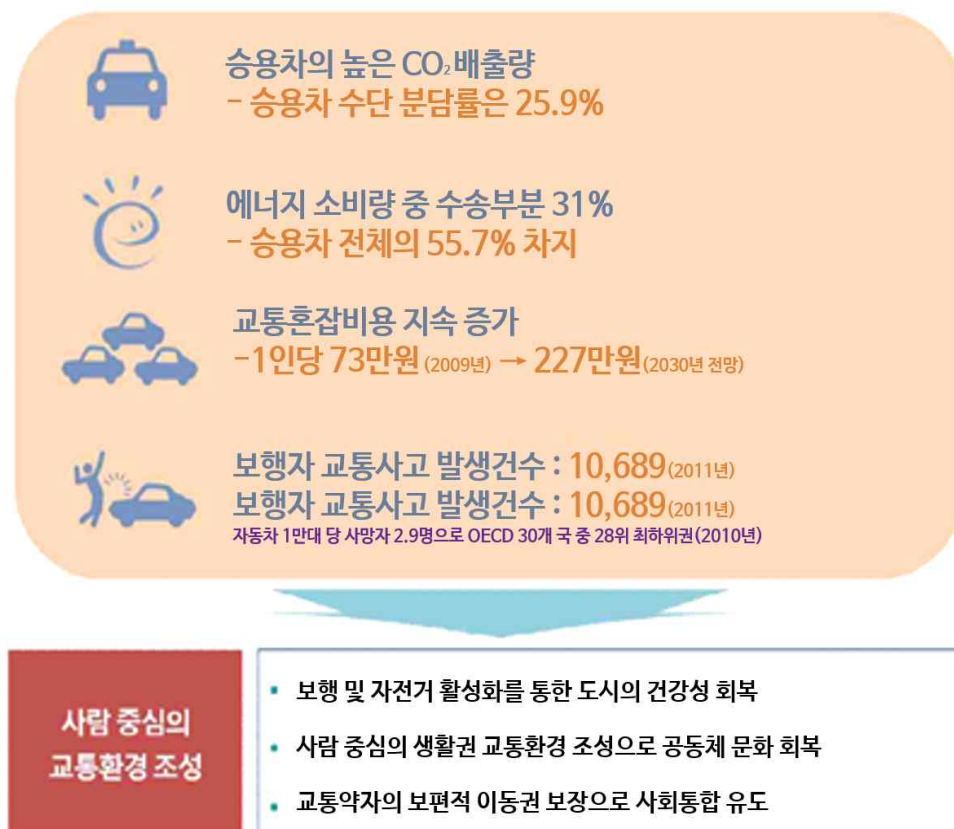 승용차의 높은 CO₂ 배출량
- 승용차 수단 분담률은 25.9%
에너지 소비량 중 수송부분 31%
- 승용차 전체의 55.7% 차지
교통혼잡비용 지속 증가
-1인당 73만원 (2009년) → 227만원(2030년 전망)
보행자 교통사고 발생건수 : 10,689(2011년)
보행자 교통사고 발생건수 : 10,689(2011년)
자동차 1만대 당 사망자 2.9명으로 OECD 30개 국 중 28위 최하위권(2010년)
사람 중심의
교통환경 조성
▪ 보행 및 자전거 활성화를 통한 도시의 건강성 회복
▪ 사람 중심의 생활권 교통환경 조성으로 공동체 문화 회복
▪ 교통약자의 보편적 이동권 보장으로 사회통합 유도